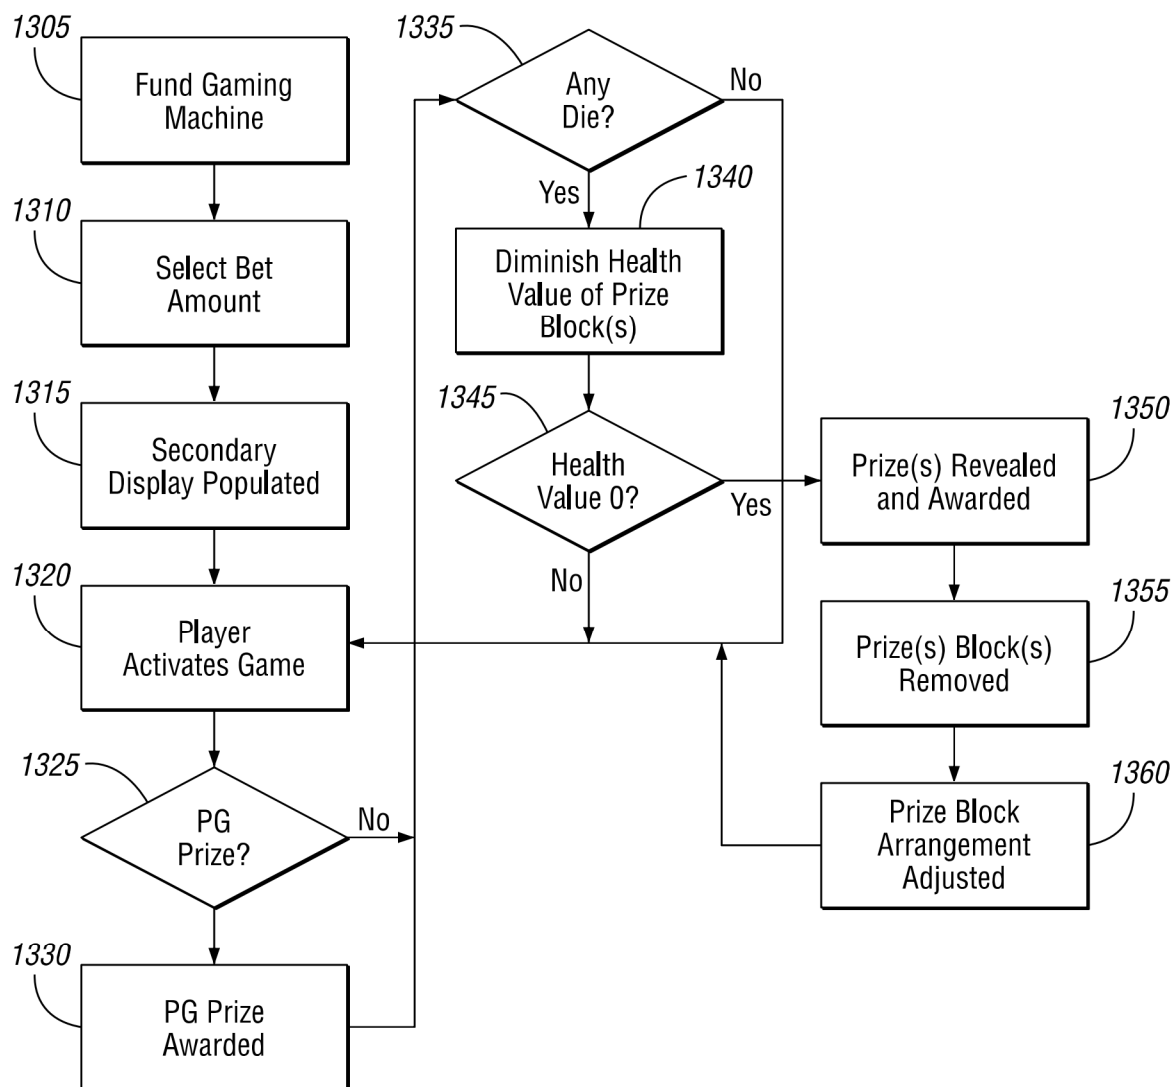 1305
Fund Gaming
Machine
1310
Select Bet
Amount
1315
Secondary
Display Populated
1320
Player
Activates Game
1325
PG
Prize?
No
1330
PG Prize
Awarded
1335
Any
Die?
No
Yes
1340
Diminish Health
Value of Prize
Block(s)
1345
Health
Value 0?
Yes
No
1350
Prize(s) Revealed
and Awarded
1355
Prize(s) Block(s)
Removed
1360
Prize Block
Arrangement
Adjusted